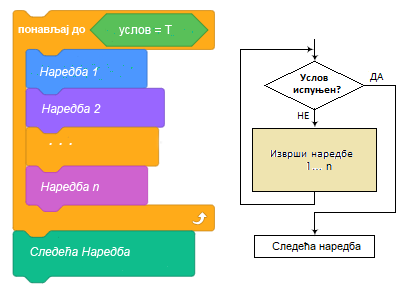 понављај до услов = T
Наредба 1
Наредба 2
. . .
Наредба n
Следећа Наредба
Услов
испуњен?
ДА
НЕ
Изврши наредбе
1... n
Следећа наредба